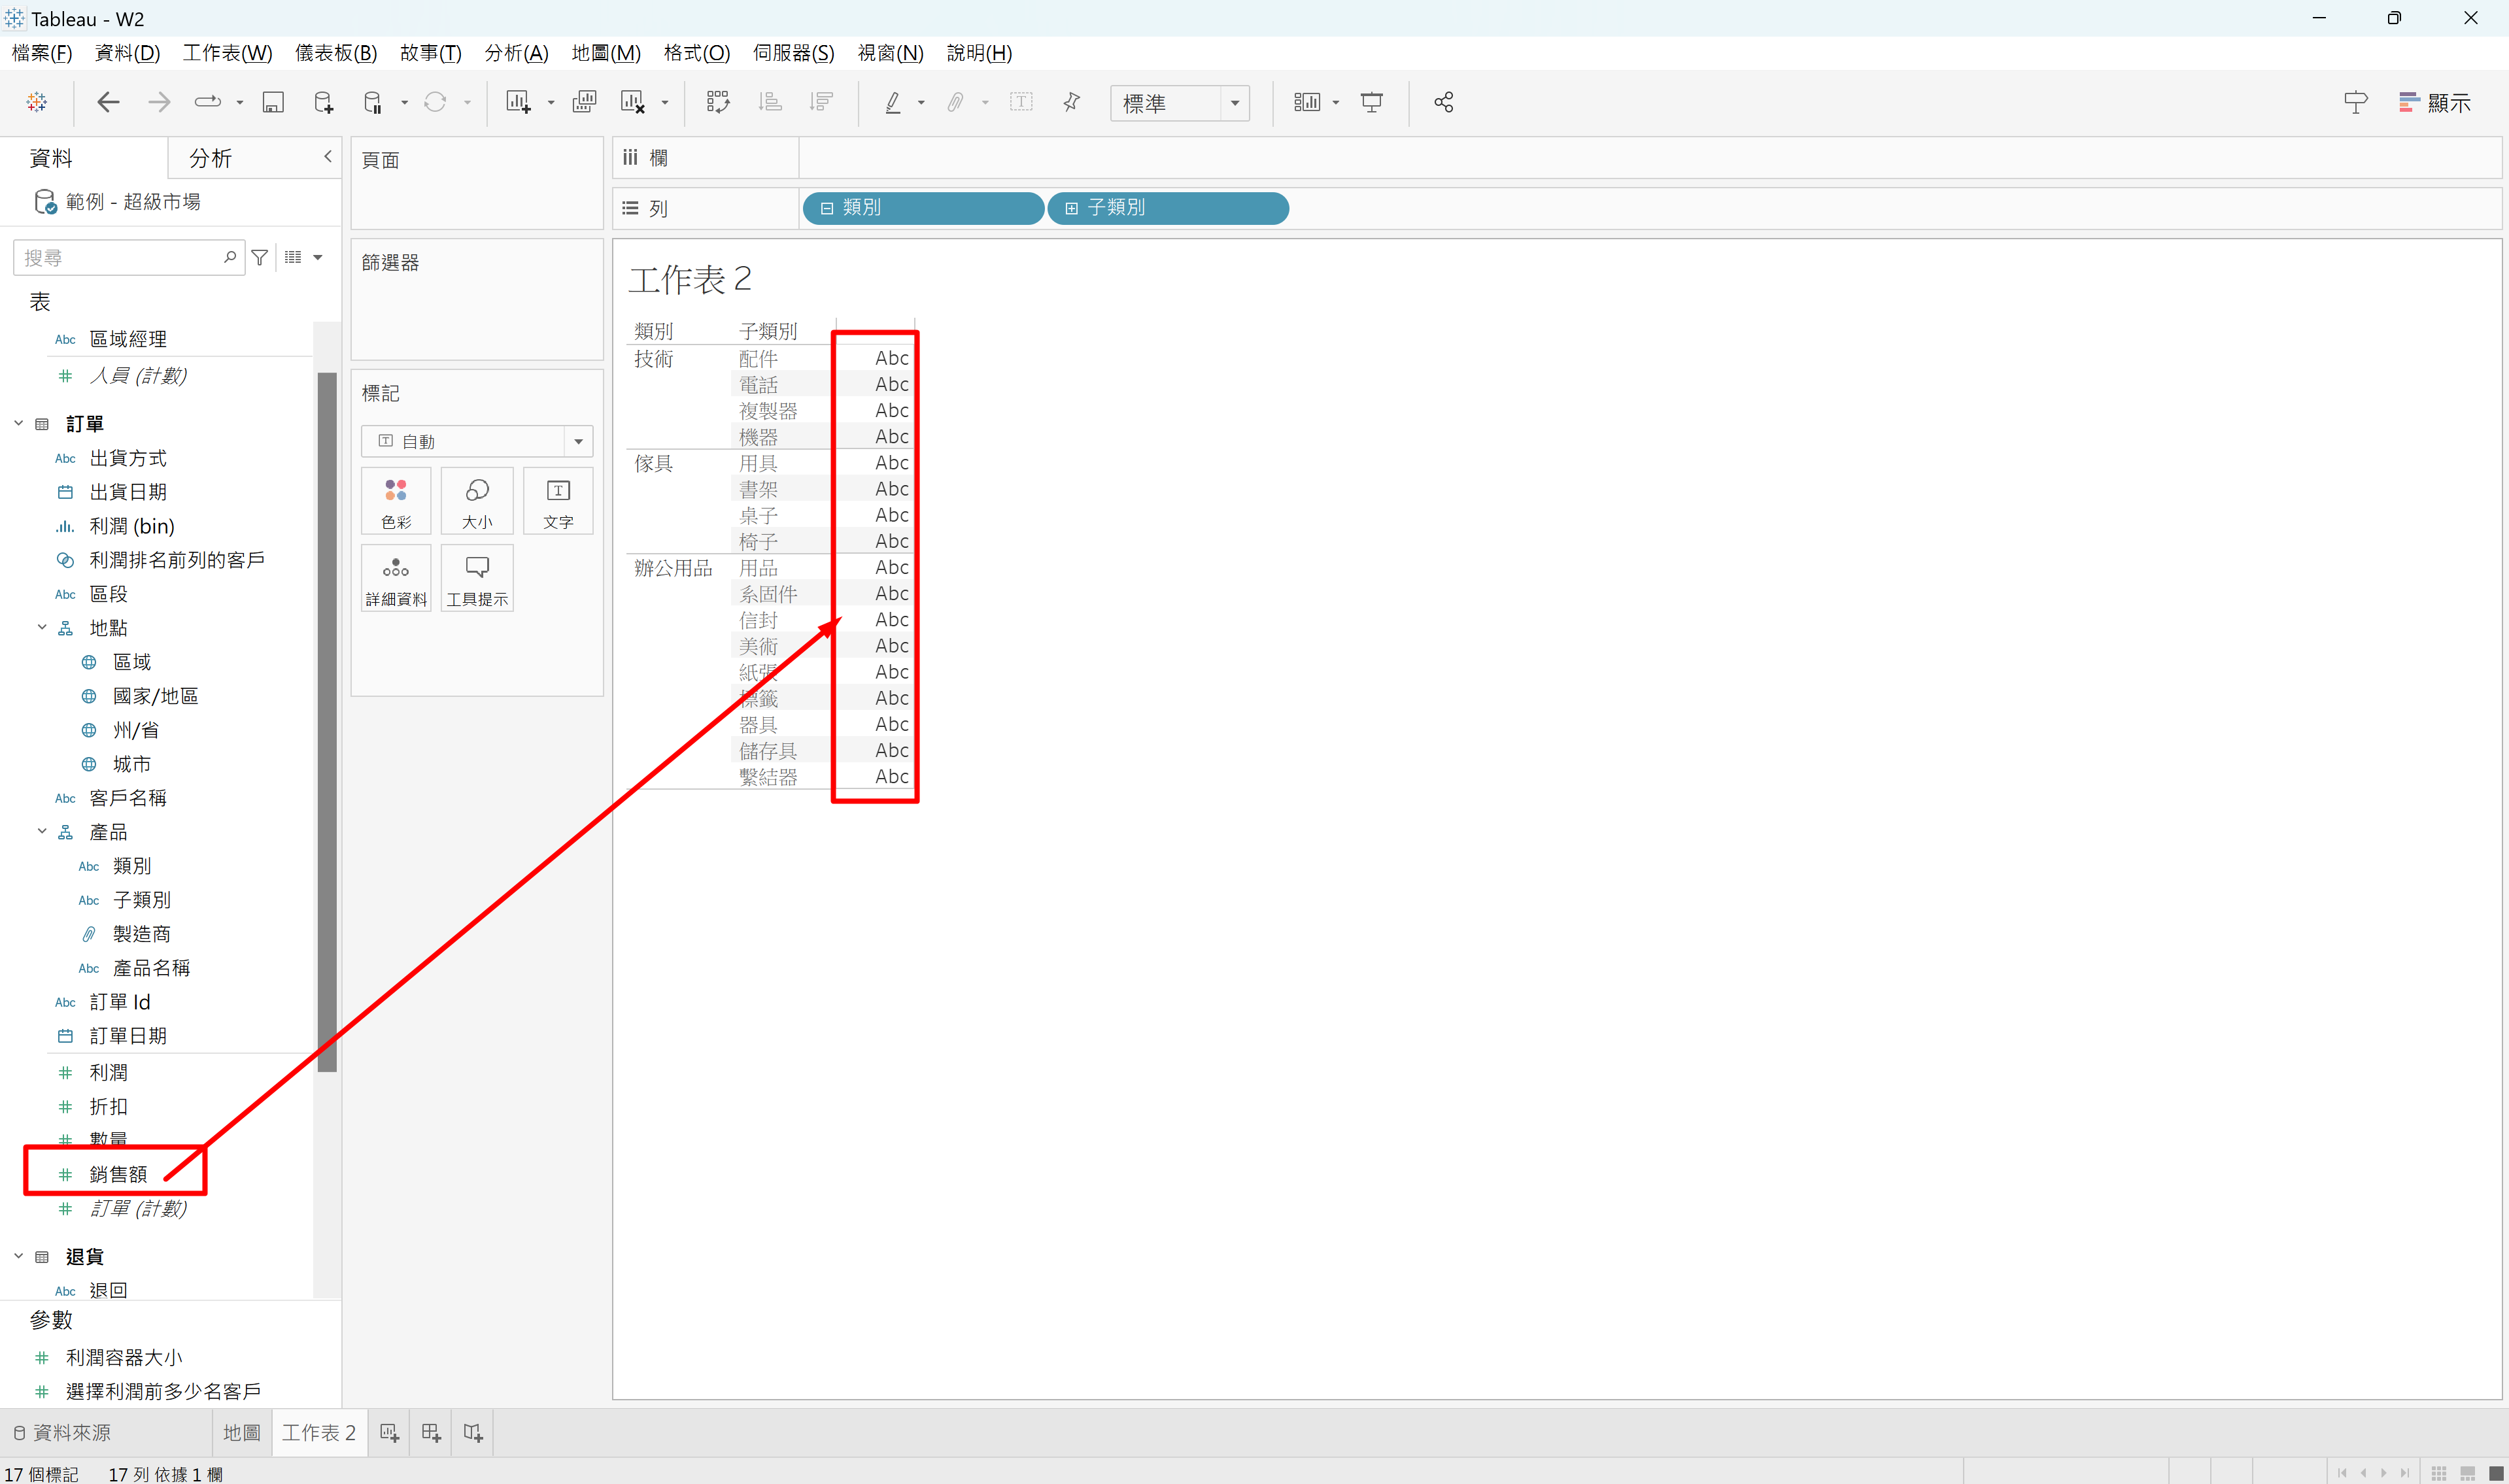 Tableau - W2
檔案(F) 資料(D) 工作表(W) 儀表板(B) 故事(T) 分析(A) 地圖(M) 格式(O) 伺服器(S) 視窗(N) 說明(H)
標準
顯示
資料 分析
範例 - 超級市場
搜尋
表
Abc 區域經理
人員 (計數)
訂單
Abc 出貨方式
出貨日期
利潤 (bin)
利潤排名前列的客戶
Abc 區段
地點
區域
國家/地區
州/省
城市
Abc 客戶名稱
產品
Abc 類別
Abc 子類別
製造商
Abc 產品名稱
Abc 訂單 Id
訂單日期
# 利潤
# 折扣
# 數量
# 銷售額
# 訂單 (計數)
退貨
Abc 退回
參數
# 利潤容器大小
# 選擇利潤前多少名客戶
頁面
篩選器
標記
自動
色彩 大小 文字
詳細資料 工具提示
欄
列 類別 子類別
工作表 2
類別 子類別
技術 配件 Abc
電話 Abc
複製器 Abc
機器 Abc
傢具 用具 Abc
書架 Abc
桌子 Abc
椅子 Abc
辦公用品 用品 Abc
系固件 Abc
信封 Abc
美術 Abc
紙張 Abc
標籤 Abc
器具 Abc
儲存具 Abc
繫結器 Abc
資料來源 地圖 工作表 2
17 個標記 17 列 依據 1 欄